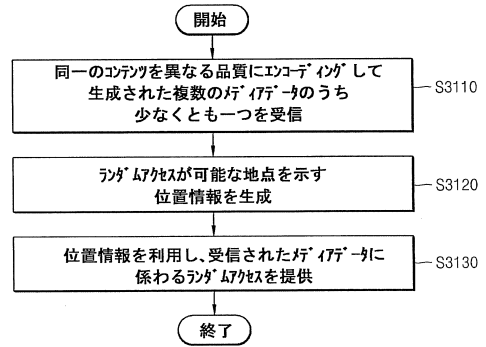 開始
同一のｺﾝﾃﾝﾂを異なる品質にｴﾝｺｰﾃﾞｨﾝｸﾞして
生成された複数のﾒﾃﾞｨｱﾃﾞｰﾀのうち
少なくとも一つを受信
S3110
ﾗﾝﾀﾞﾑｱｸｾｽが可能な地点を示す
位置情報を生成
S3120
位置情報を利用し、受信されたﾒﾃﾞｨｱﾃﾞｰﾀに
係わるﾗﾝﾀﾞﾑｱｸｾｽを提供
S3130
終了